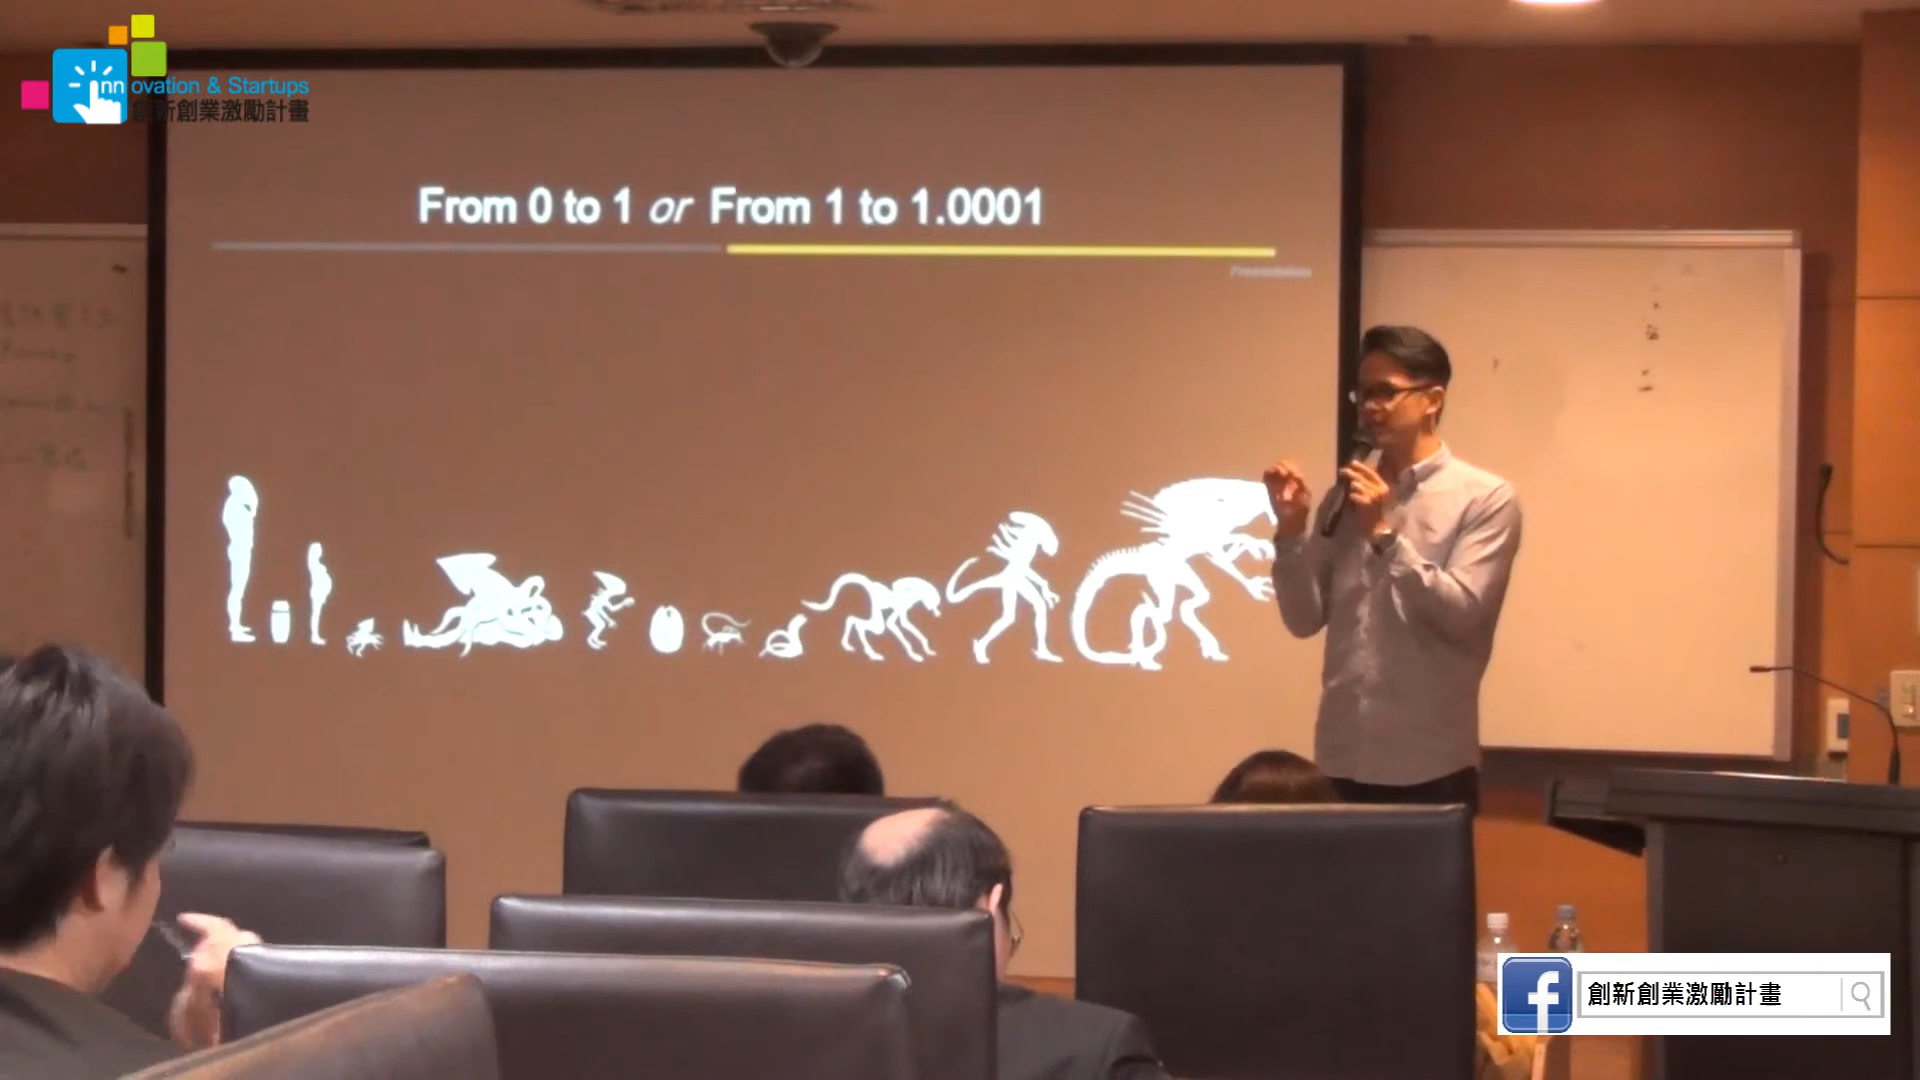 Innovation & Startups
創新創業激勵計畫
From 0 to 1 or From 1 to 1.0001
Presentation
創新創業激勵計畫